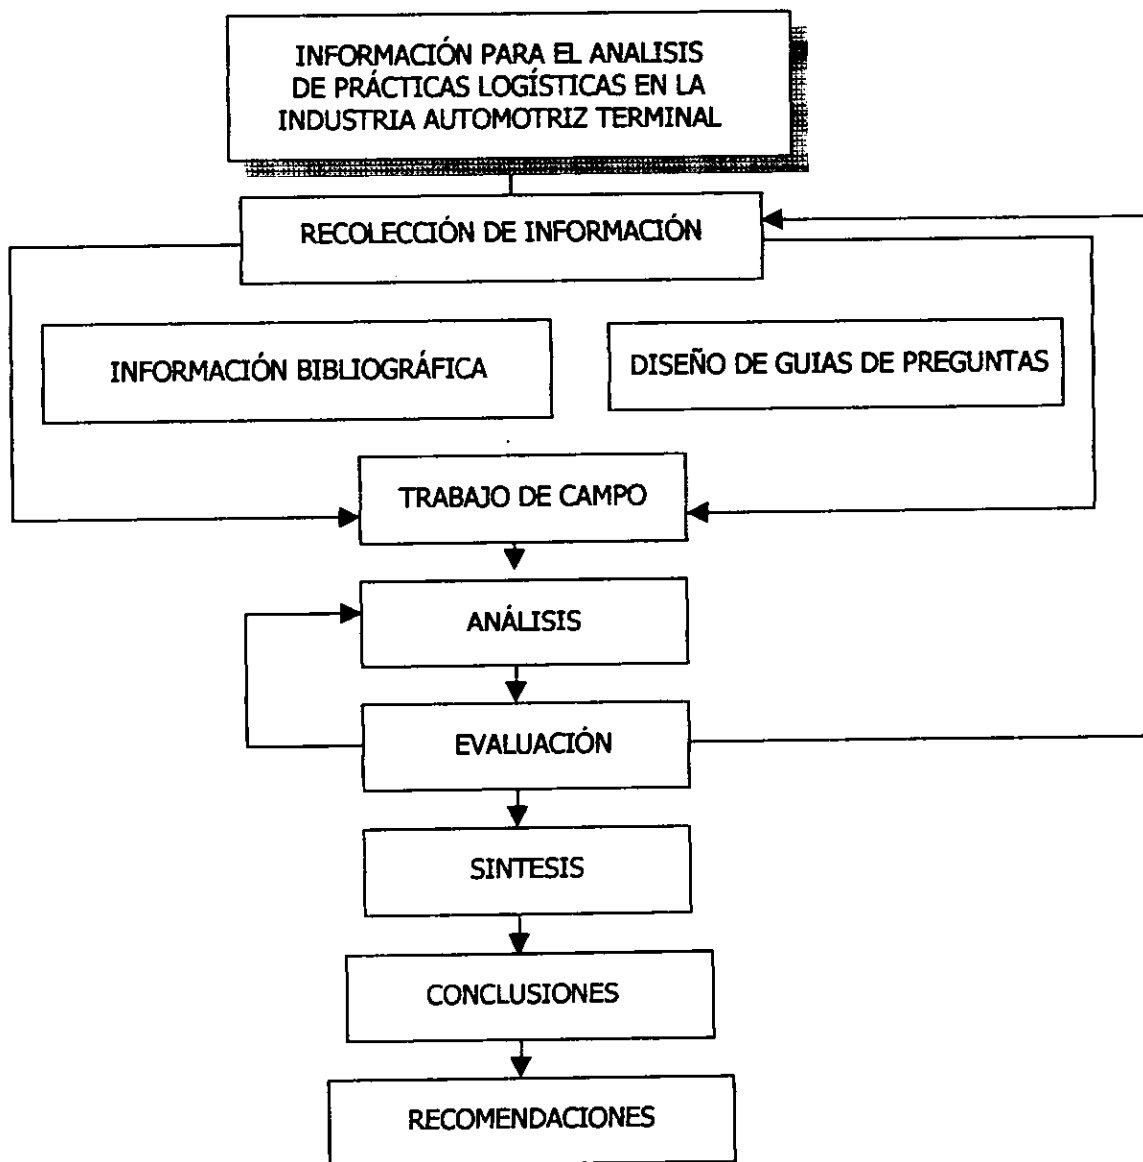 INFORMACIÓN PARA EL ANALISIS
DE PRÁCTICAS LOGÍSTICAS EN LA
INDUSTRIA AUTOMOTRIZ TERMINAL
RECOLECCIÓN DE INFORMACIÓN
INFORMACIÓN BIBLIOGRÁFICA
DISEÑO DE GUIAS DE PREGUNTAS
TRABAJO DE CAMPO
ANÁLISIS
EVALUACIÓN
SINTESIS
CONCLUSIONES
RECOMENDACIONES